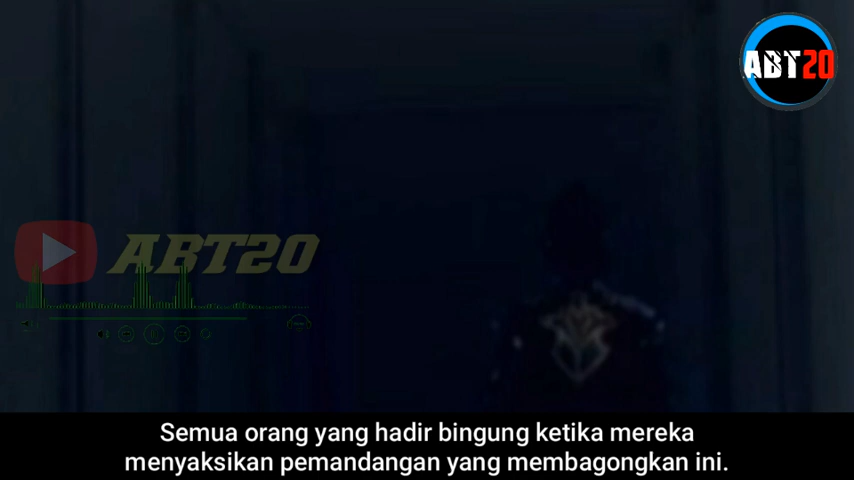 ABT20
ABT20
Semua orang yang hadir bingung ketika mereka
menyaksikan pemandangan yang membagongkan ini.